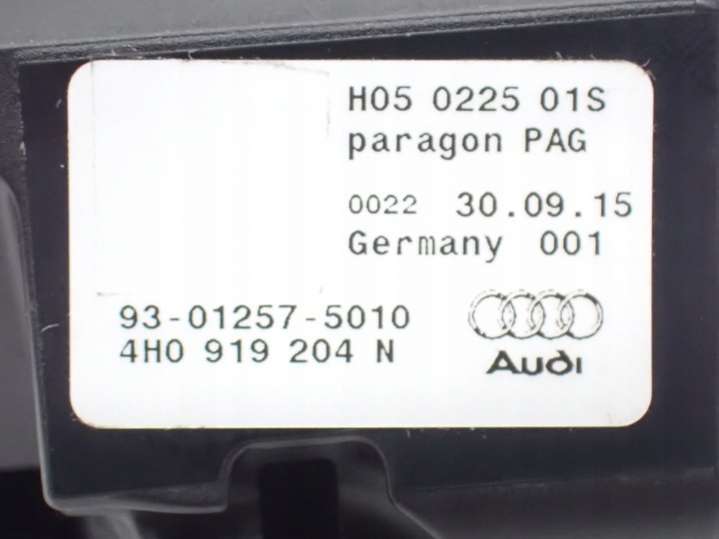 H05 0225 01S
paragon PAG
0022 30.09.15
Germany 001
93-01257-5010
4H0 919 204 N
Audi